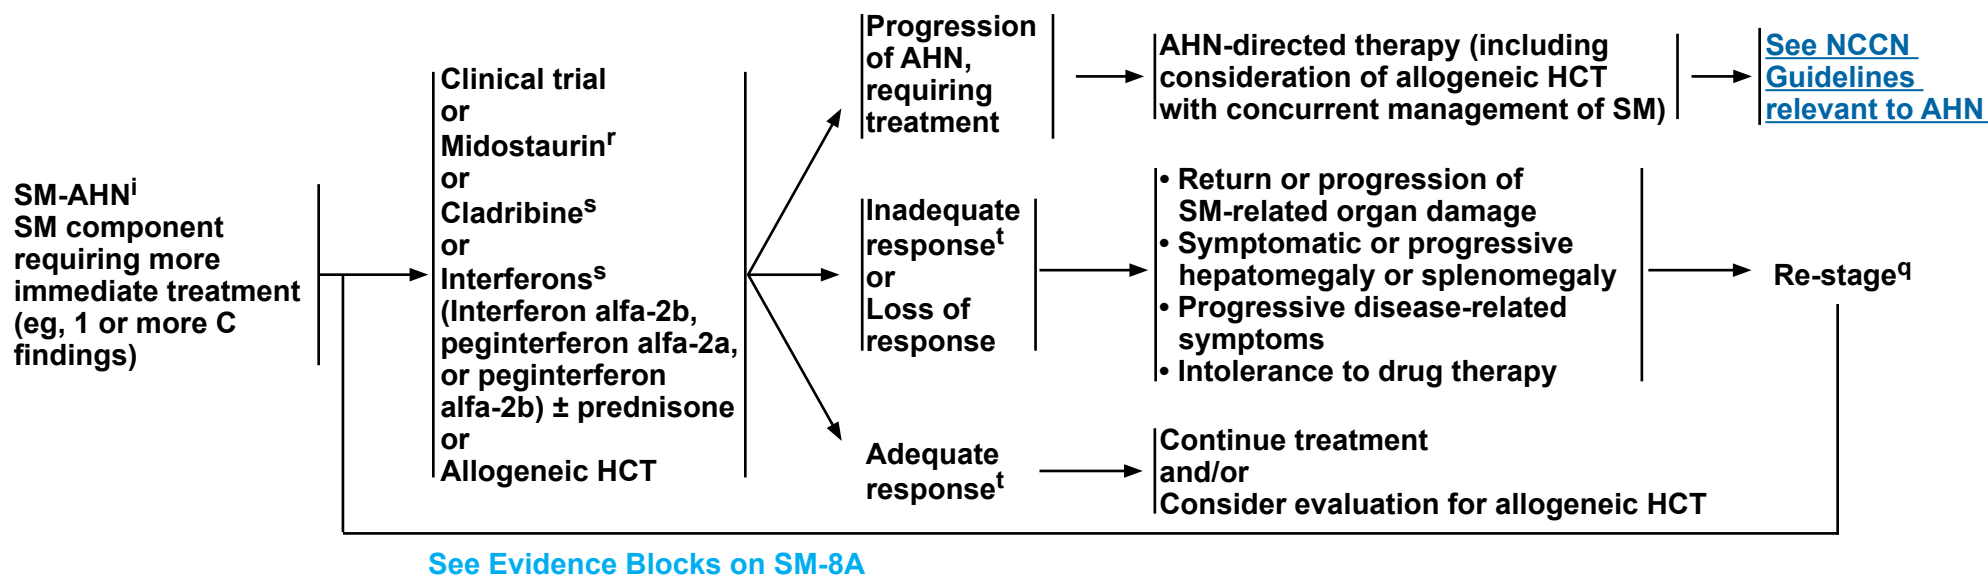 SM-AHNi
SM component
requiring more
immediate treatment
(eg, 1 or more C
findings)
Clinical trial
or
Midostaurinr
or
Cladribines
or
Interferonss
(Interferon alfa-2b,
peginterferon alfa-2a,
or peginterferon
alfa-2b) ± prednisone
or
Allogeneic HCT
Progression
of AHN,
requiring
treatment
AHN-directed therapy (including
consideration of allogeneic HCT
with concurrent management of SM)
See NCCN
Guidelines
relevant to AHN
Inadequate
responset
or
Loss of
response
• Return or progression of
SM-related organ damage
• Symptomatic or progressive
hepatomegaly or splenomegaly
• Progressive disease-related
symptoms
• Intolerance to drug therapy
Re-stageq
Adequate
responset
Continue treatment
and/or
Consider evaluation for allogeneic HCT
See Evidence Blocks on SM-8A